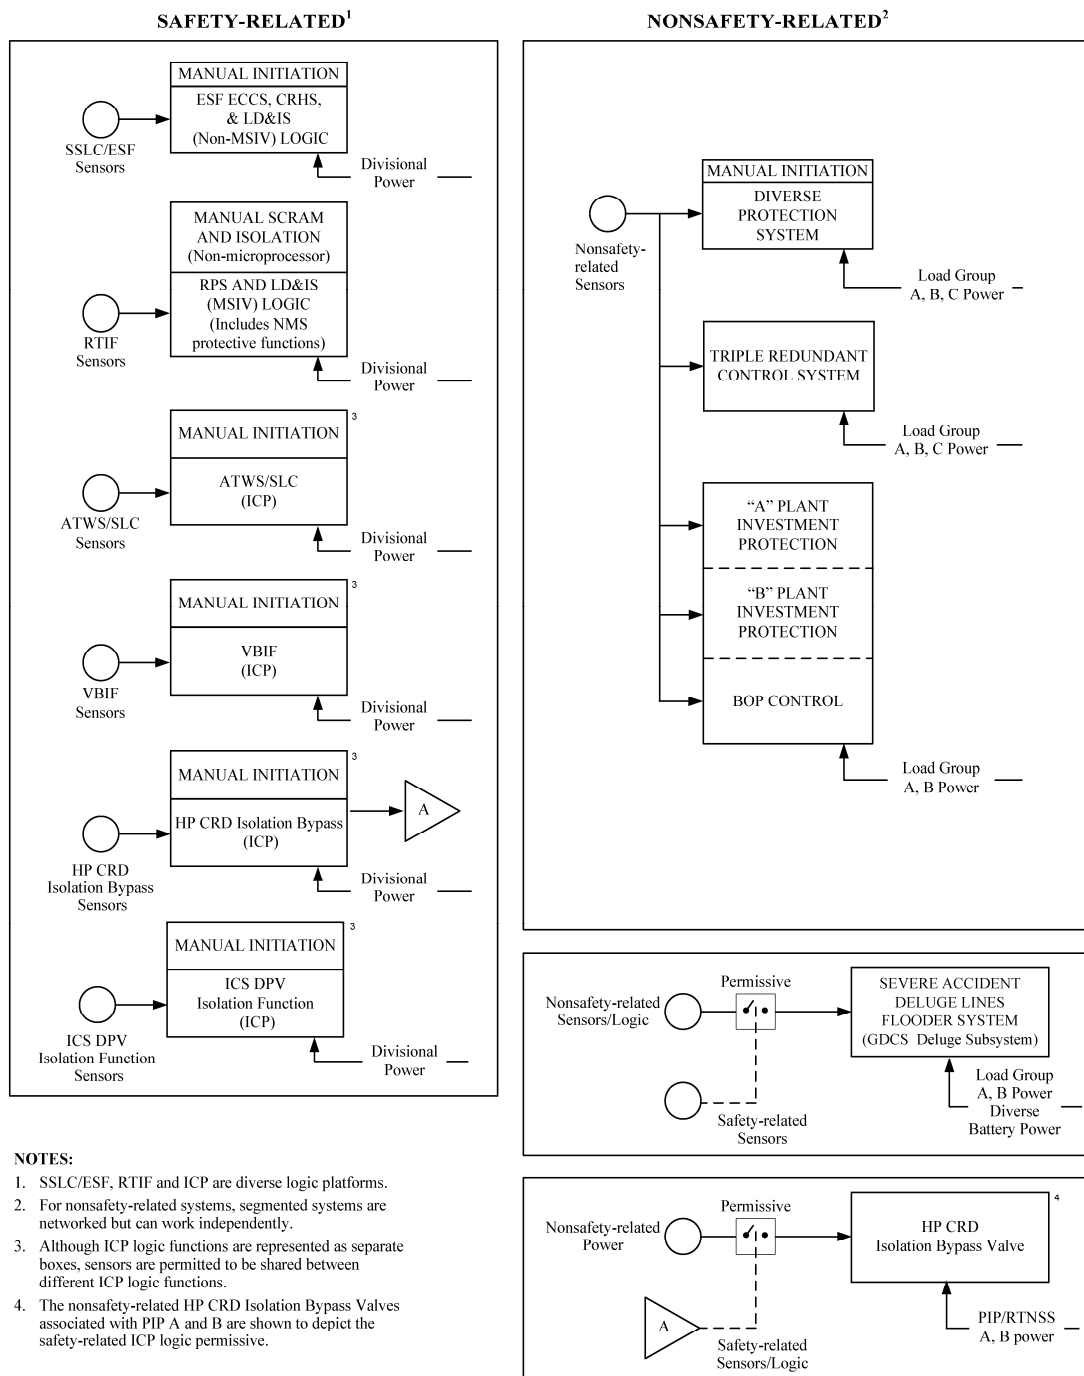 SAFETY-RELATED1
MANUAL INITIATION
ESF ECCS, CRHS,
& LD&IS
(Non-MSIV) LOGIC
SSLC/ESF
Sensors
Divisional
Power
MANUAL SCRAM
AND ISOLATION
(Non-microprocessor)
RPS AND LD&IS
(MSIV) LOGIC
(Includes NMS
protective functions)
RTIF
Sensors
Divisional
Power
3
MANUAL INITIATION
ATWS/SLC
(ICP)
ATWS/SLC
Sensors
Divisional
Power
3
MANUAL INITIATION
VBIF
(ICP)
VBIF
Sensors
Divisional
Power
3
MANUAL INITIATION
HP CRD Isolation Bypass
(ICP)
A
HP CRD
Isolation Bypass
Sensors
Divisional
Power
3
MANUAL INITIATION
ICS DPV
Isolation Function
(ICP)
ICS DPV
Isolation Function
Sensors
Divisional
Power
NOTES:
1. SSLC/ESF, RTIF and ICP are diverse logic platforms.
2. For nonsafety-related systems, segmented systems are
networked but can work independently.
3. Although ICP logic functions are represented as separate
boxes, sensors are permitted to be shared between
different ICP logic functions.
4. The nonsafety-related HP CRD Isolation Bypass Valves
associated with PIP A and B are shown to depict the
safety-related ICP logic permissive.
NONSAFETY-RELATED2
MANUAL INITIATION
DIVERSE
PROTECTION
SYSTEM
Nonsafety-
related
Sensors
Load Group
A, B, C Power
TRIPLE REDUNDANT
CONTROL SYSTEM
Load Group
A, B, C Power
“A” PLANT
INVESTMENT
PROTECTION
“B” PLANT
INVESTMENT
PROTECTION
BOP CONTROL
Load Group
A, B Power
Nonsafety-related
Sensors/Logic
Permissive
SEVERE ACCIDENT
DELUGE LINES
FLOODER SYSTEM
(GDCS Deluge Subsystem)
Safety-related
Sensors
Load Group
A, B Power
Diverse
Battery Power
Nonsafety-related
Power
Permissive
4
HP CRD
Isolation Bypass Valve
A
Safety-related
Sensors/Logic
PIP/RTNSS
A, B power